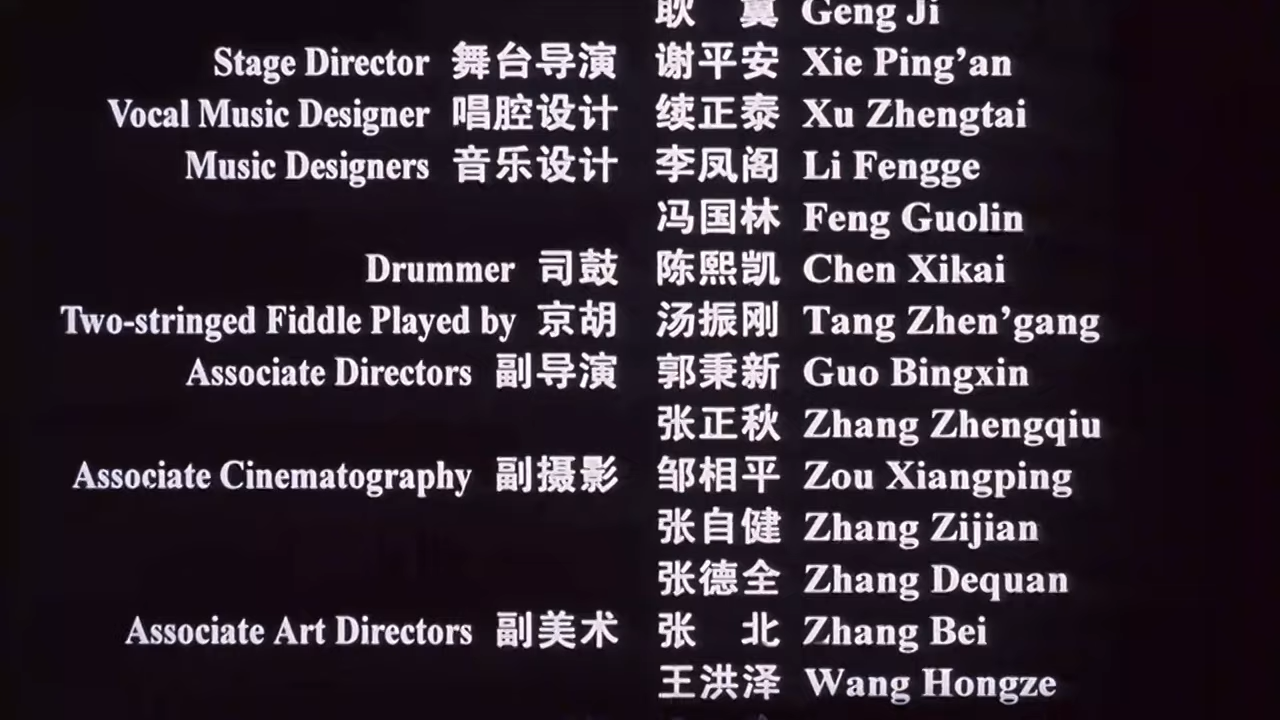 耿 冀 Geng Ji
Stage Director 舞台导演 谢平安 Xie Ping’an
Vocal Music Designer 唱腔设计 续正泰 Xu Zhengtai
Music Designers 音乐设计 李凤阁 Li Fengge
冯国林 Feng Guolin
Drummer 司鼓 陈熙凯 Chen Xikai
Two-stringed Fiddle Played by 京胡 汤振刚 Tang Zhen’gang
Associate Directors 副导演 郭秉新 Guo Bingxin
张正秋 Zhang Zhengqiu
Associate Cinematography 副摄影 邹相平 Zou Xiangping
张自健 Zhang Zijian
张德全 Zhang Dequan
Associate Art Directors 副美术 张 北 Zhang Bei
王洪泽 Wang Hongze